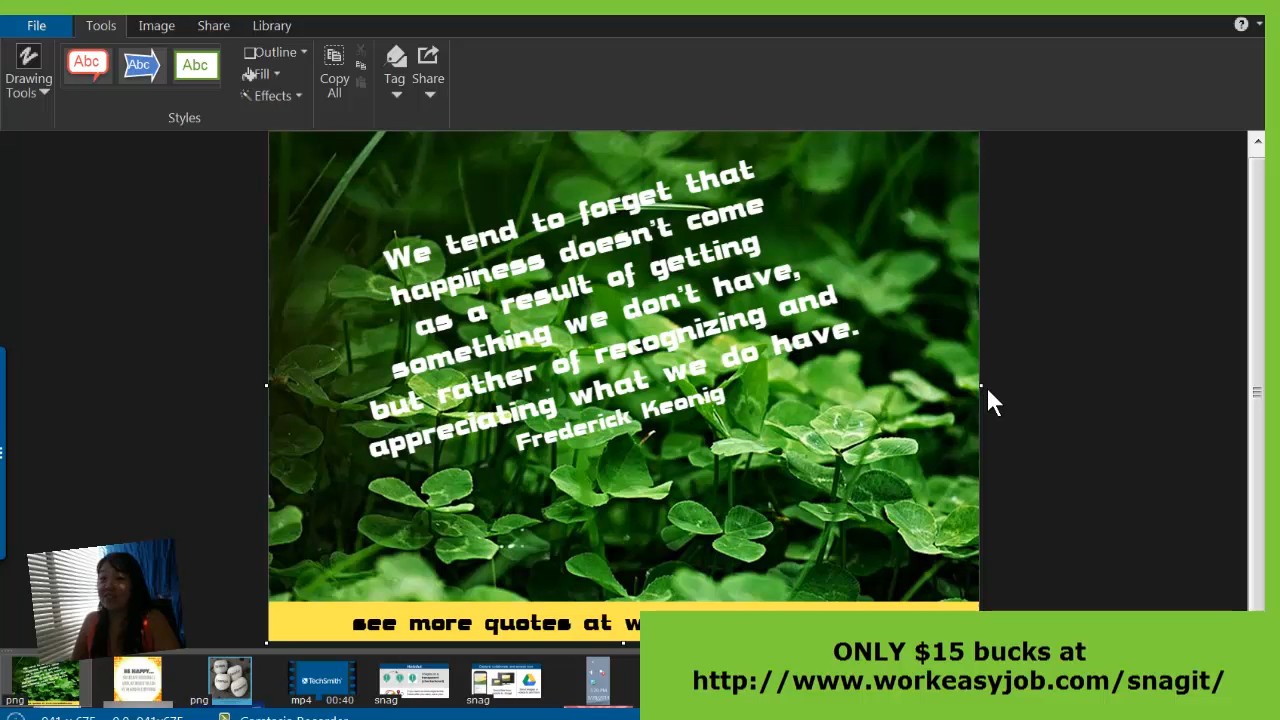 File Tools Image Share Library
Drawing Tools
Abc Abc Abc
Outline
Fill
Effects
Styles
Copy All
Tag
Share
We tend to forget that
happiness doesn't come
as a result of getting
something we don't have,
but rather of recognizing and
appreciating what we do have.
Frederick Keonig
see more quotes at w
png
BE HAPPY...
png
TechSmith
mp4 00:40
snag
snag
ONLY $15 bucks at
http://www.workeasyjob.com/snagit/